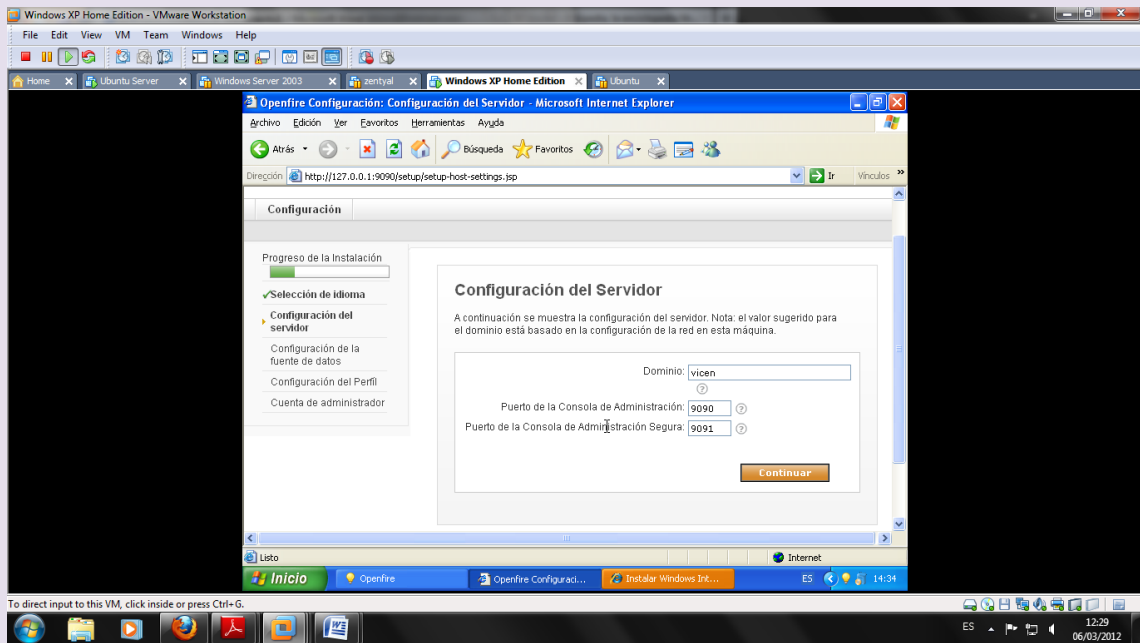 Windows XP Home Edition - VMware Workstation
File Edit View VM Team Windows Help
Home Ubuntu Server Windows Server 2003 zentyal Windows XP Home Edition Ubuntu
Openfire Configuración: Configuración del Servidor - Microsoft Internet Explorer
Archivo Edición Ver Favoritos Herramientas Ayuda
Atrás Búsqueda Favoritos
Dirección http://127.0.0.1:9090/setup/setup-host-settings.jsp Ir Vínculos »
Configuración
Progreso de la Instalación
Selección de idioma
Configuración del
servidor
Configuración de la
fuente de datos
Configuración del Perfil
Cuenta de administrador
Configuración del Servidor
A continuación se muestra la configuración del servidor. Nota: el valor sugerido para
el dominio está basado en la configuración de la red en esta máquina.
Dominio: vicen
?
Puerto de la Consola de Administración: 9090 ?
Puerto de la Consola de Administración Segura: 9091 ?
Continuar
Listo Internet
Inicio Openfire Openfire Configuraci... Instalar Windows Int... ES 14:34
To direct input to this VM, click inside or press Ctrl+G.
ES 12:29
06/03/2012